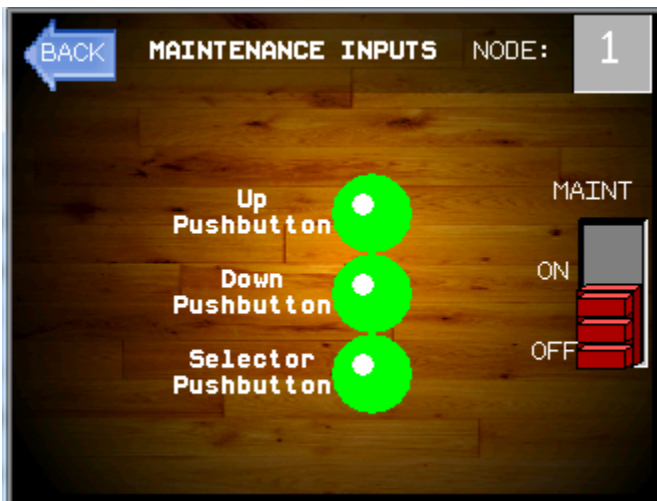 BACK
MAINTENANCE INPUTS
NODE:
1
Up
Pushbutton
Down
Pushbutton
Selector
Pushbutton
MAINT
ON
OFF